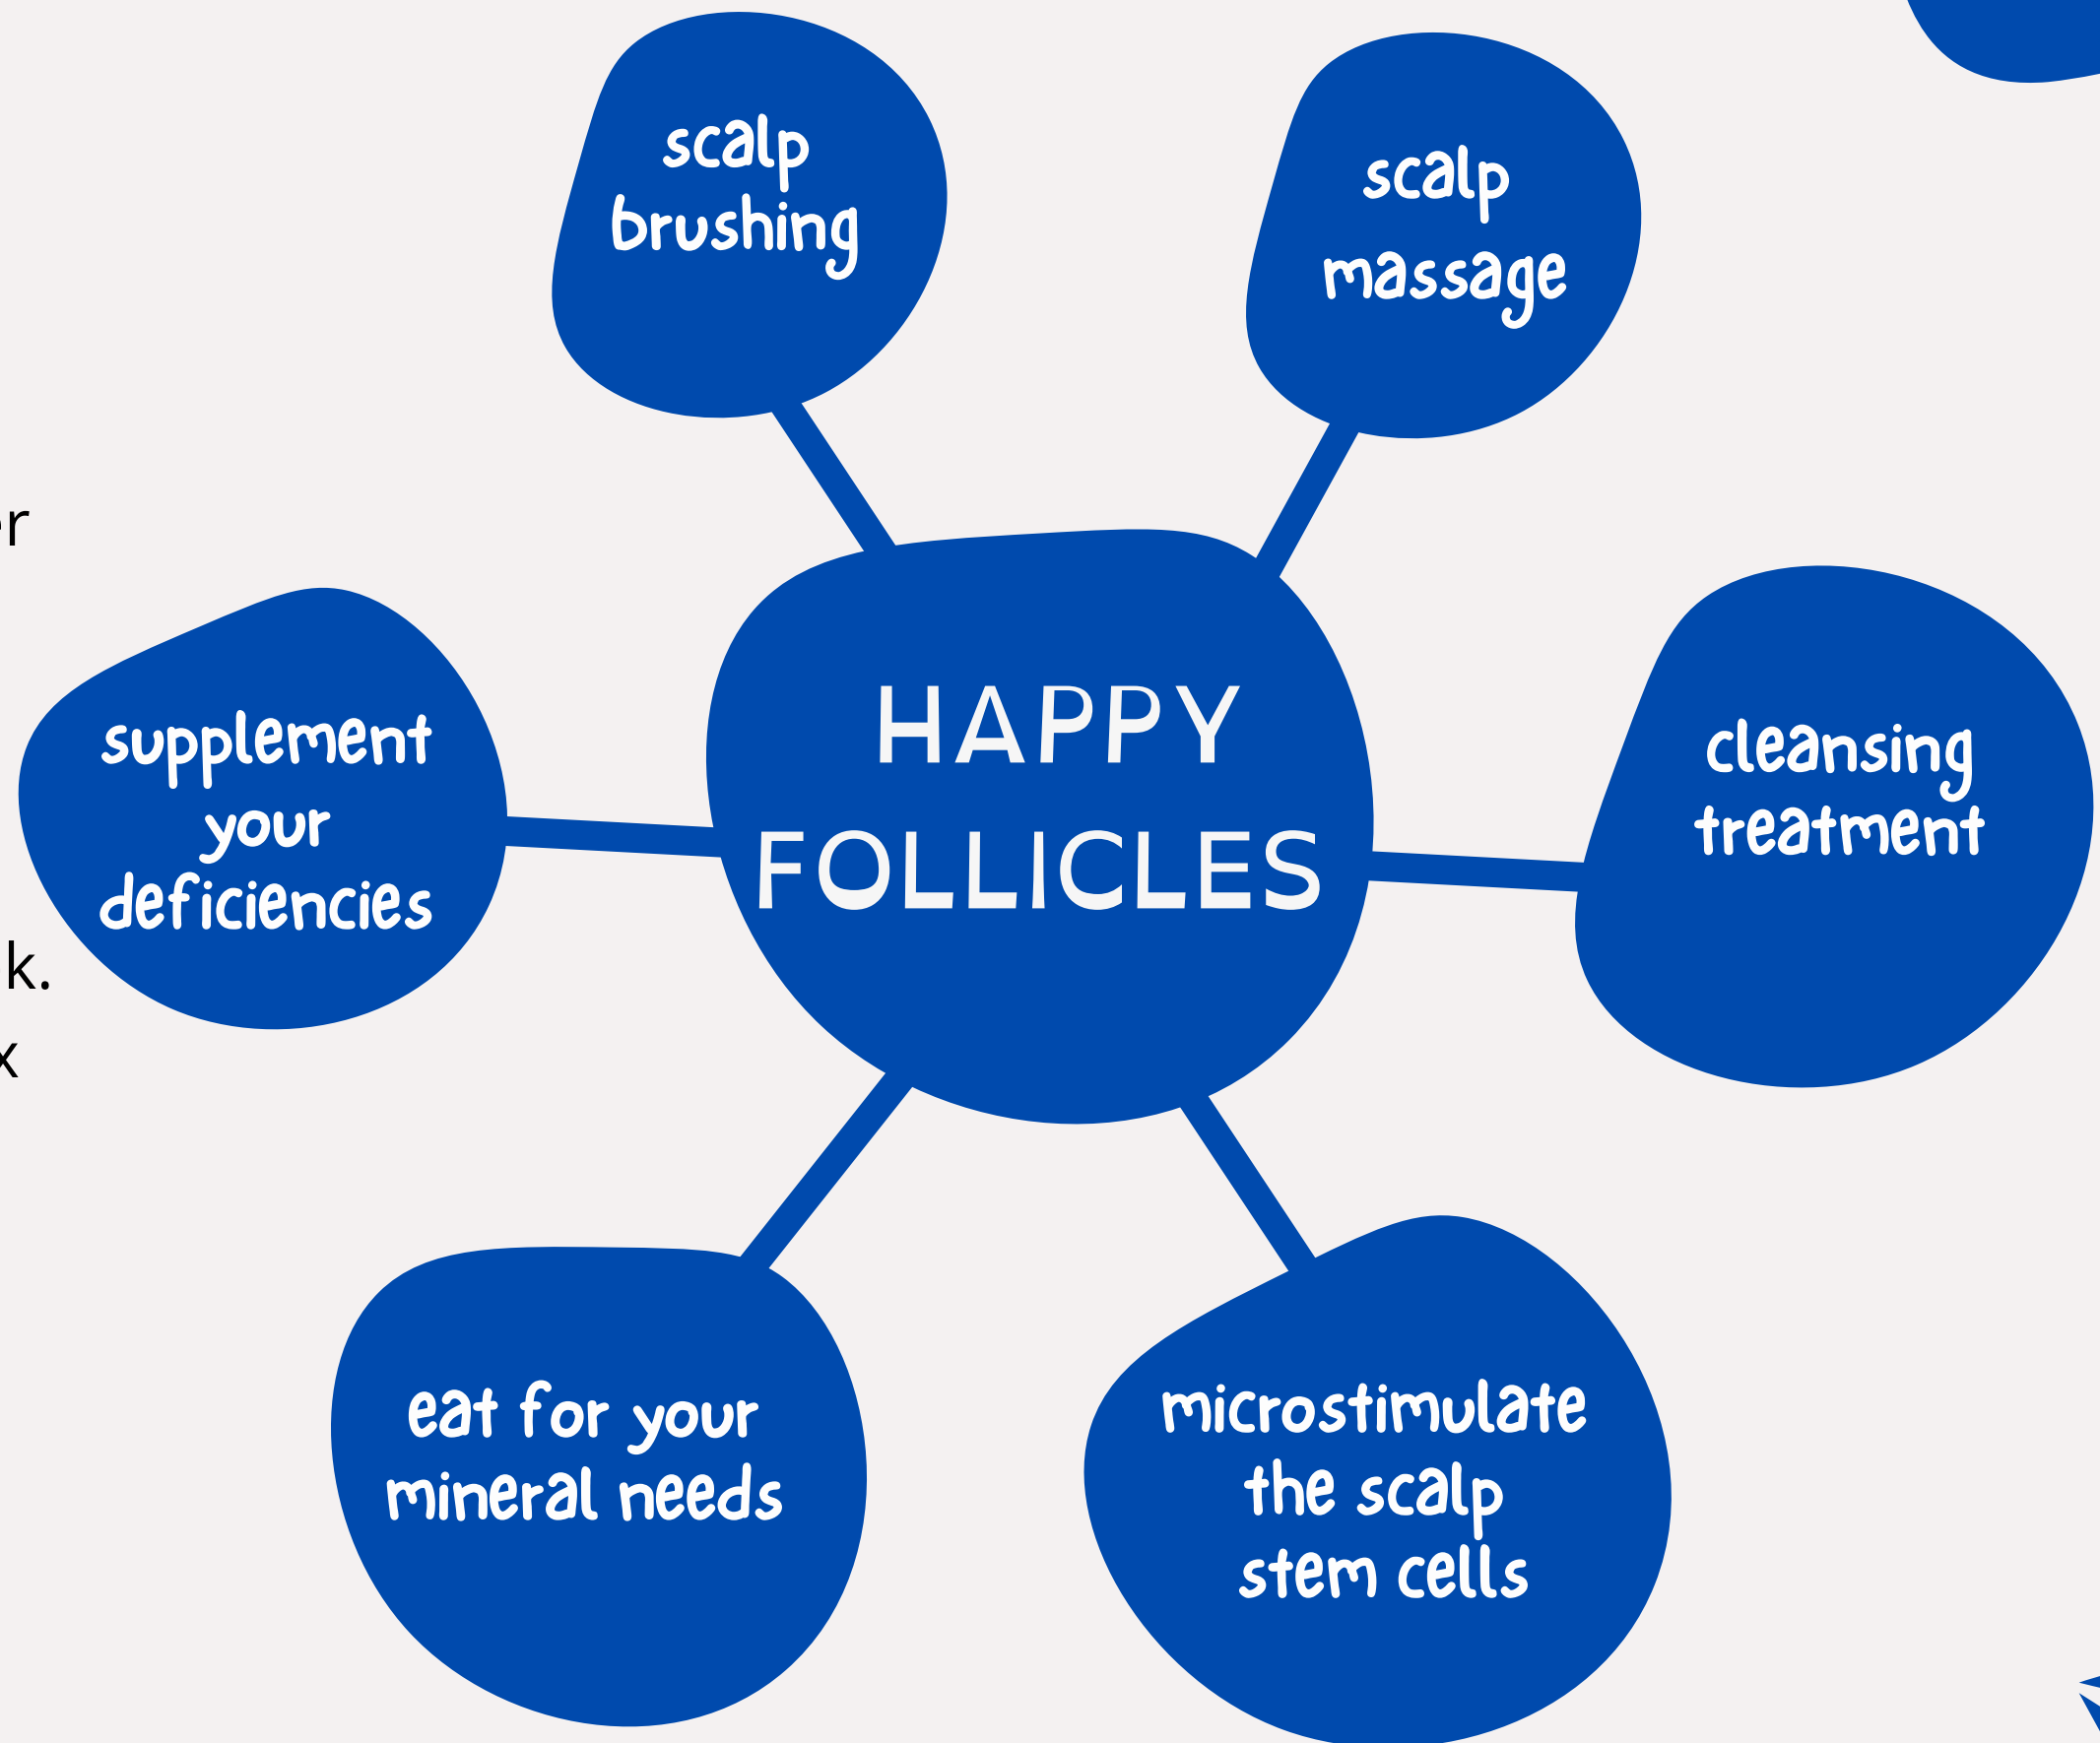 scalp
brushing
scalp
massage
er
supplement
your
deficiencies
HAPPY
FOLLICLES
cleansing
treatment
k.
x
eat for your
mineral needs
microstimulate
the scalp
stem cells